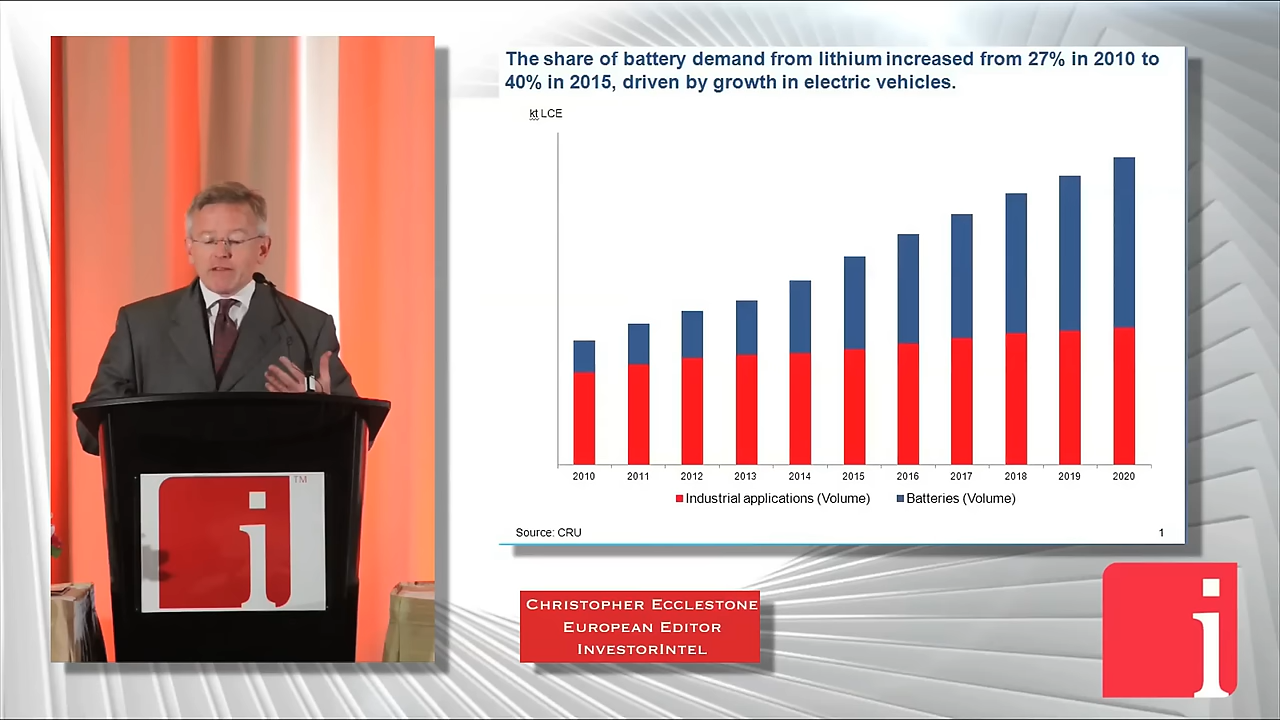 The share of battery demand from lithium increased from 27% in 2010 to
40% in 2015, driven by growth in electric vehicles.
kt LCE
2010 2011 2012 2013 2014 2015 2016 2017 2018 2019 2020
Industrial applications (Volume) Batteries (Volume)
Source: CRU 1
i TM
Christopher Ecclestone
European Editor
InvestorIntel
i